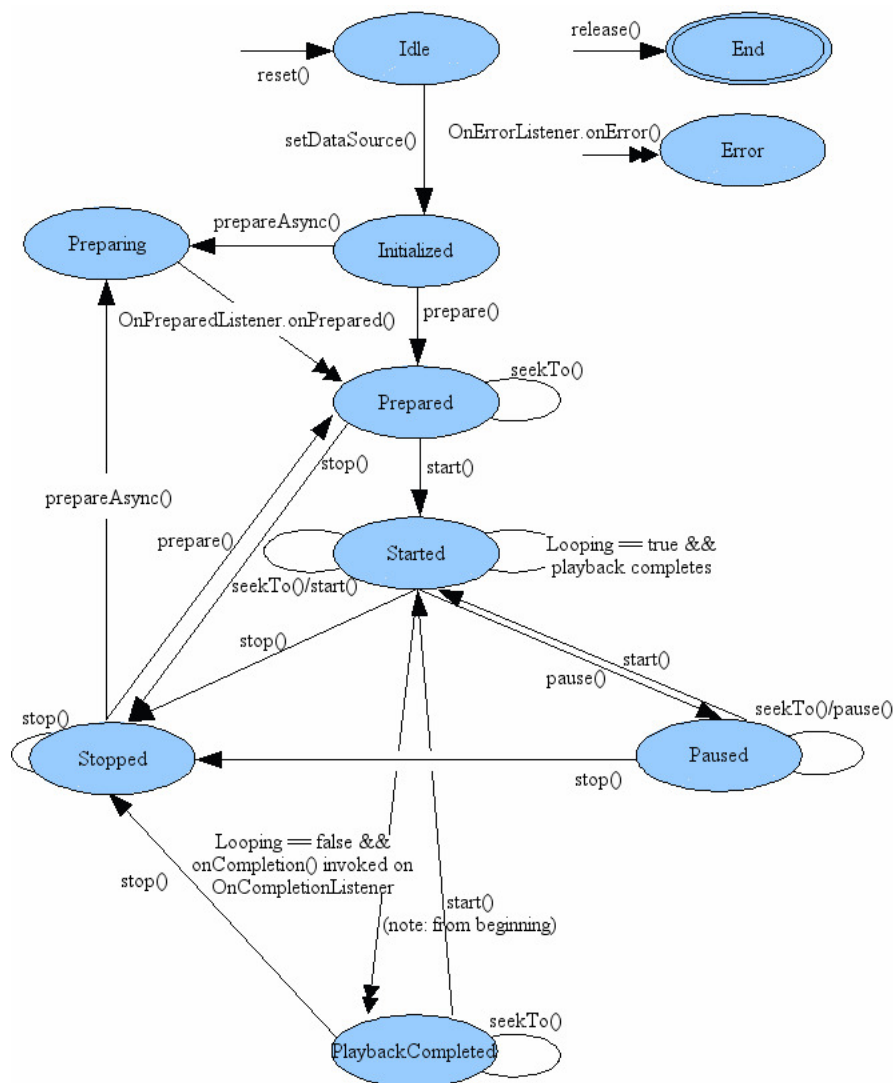 Idle
release()
End
reset()
setDataSource()
OnErrorListener.onError()
Error
prepareAsync()
Preparing
Initialized
OnPreparedListener.onPrepared()
prepare()
seekTo()
Prepared
stop()
start()
prepareAsync()
prepare()
Started
Looping == true &&
playback completes
seekTo()/start()
stop()
start()
pause()
seekTo()/pause()
stop()
Stopped
Paused
stop()
Looping == false &&
onCompletion() invoked on
OnCompletionListener
stop()
start()
(note: from beginning)
seekTo()
PlaybackCompleted